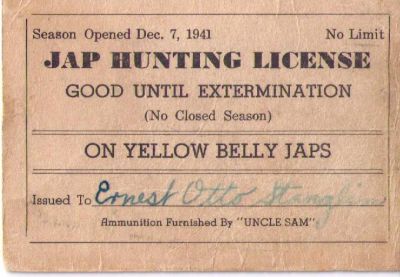 Season Opened Dec. 7, 1941 No Limit
JAP HUNTING LICENSE
GOOD UNTIL EXTERMINATION
(No Closed Season)
ON YELLOW BELLY JAPS
Issued To Ernest Otto Stanglin
Ammunition Furnished By "UNCLE SAM"